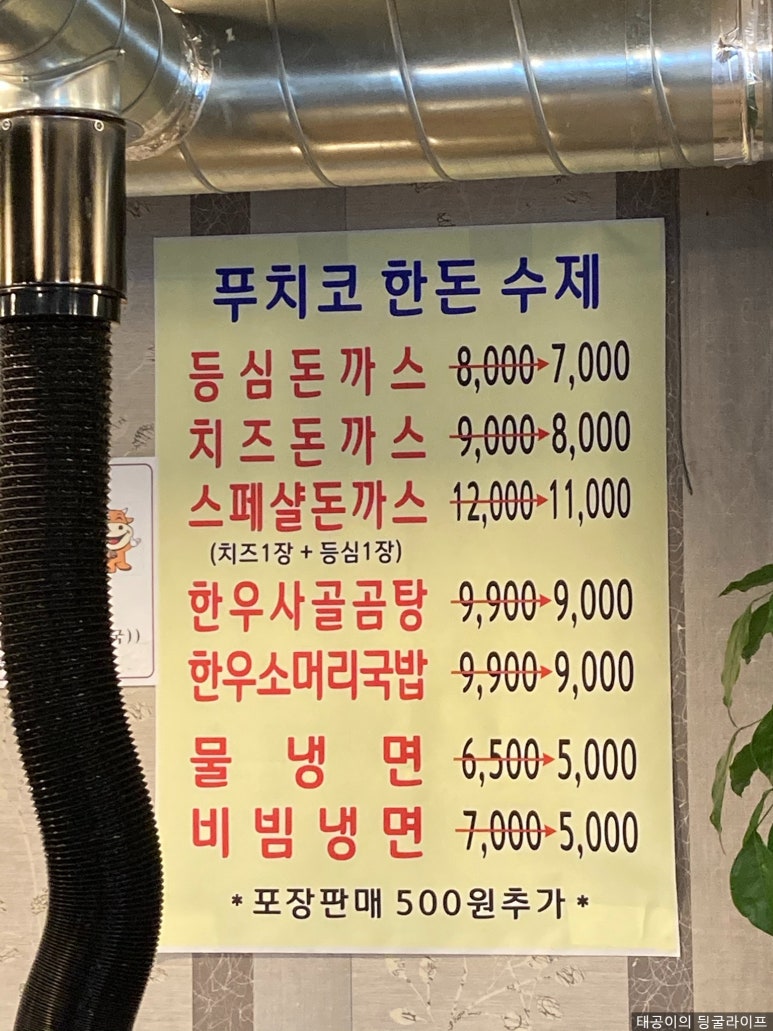 푸치코 한돈 수제
등심돈까스 8,000→7,000
치즈돈까스 9,000→8,000
스페샬돈까스 12,000→11,000
(치즈1장 + 등심1장)
한우사골곰탕 9,900→9,000
한우소머리국밥 9,900→9,000
물냉면 6,500→5,000
비빔냉면 7,000→5,000
* 포장판매 500원추가 *
태공이의 딩굴라이프